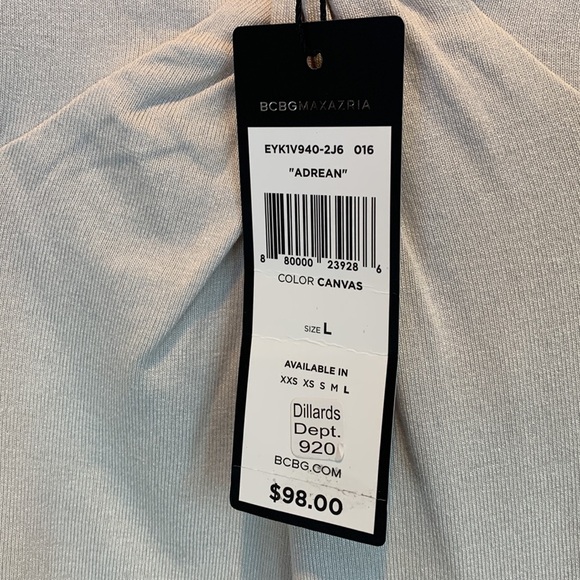 BCBGMAXAZRIA
EYK1V940-2J6 016
"ADREAN"
8 80000 23928 6
COLOR CANVAS
SIZE L
AVAILABLE IN
XXS XS S M L
Dillards
Dept.
920
BCBG.COM
$98.00